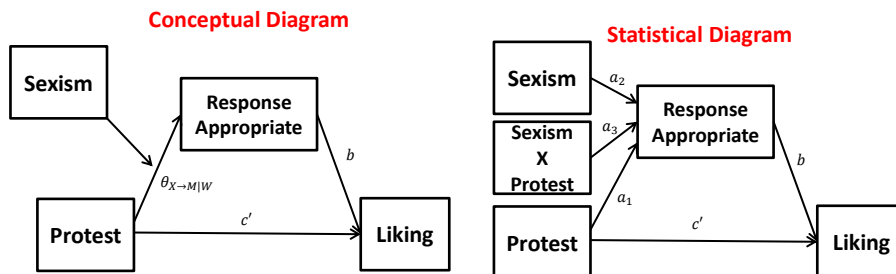 Conceptual Diagram
Sexism
Response
Appropriate
θX→M|W
b
Protest
c′
Liking
Statistical Diagram
Sexism
a2
Sexism
X
Protest
a3
Response
Appropriate
a1
b
Protest
c′
Liking